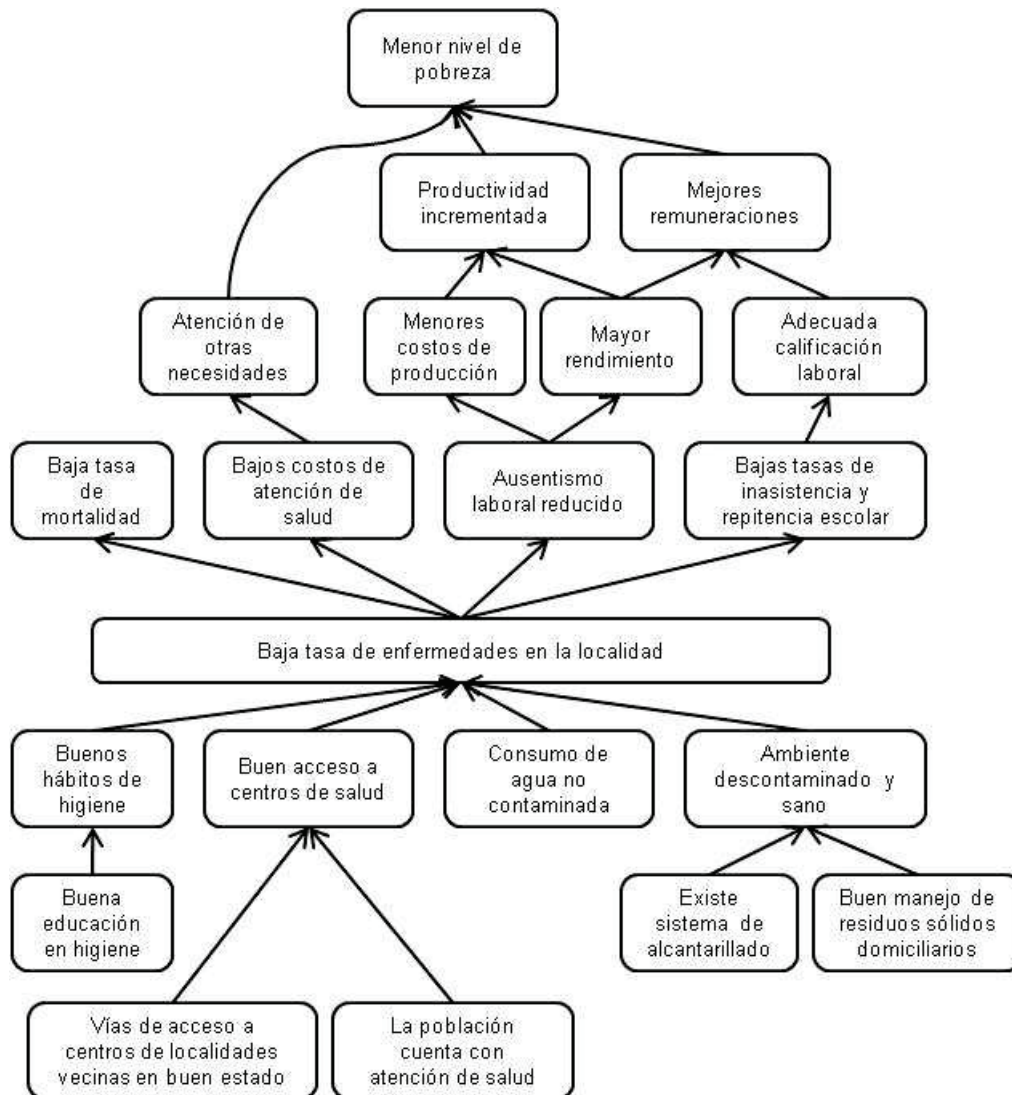 Menor nivel de
pobreza
Productividad
incrementada
Mejores
remuneraciones
Atención de
otras
necesidades
Menores
costos de
producción
Mayor
rendimiento
Adecuada
calificación
laboral
Baja tasa
de
mortalidad
Bajos costos de
atención de
salud
Ausentismo
laboral reducido
Bajas tasas de
inasistencia y
repitencia escolar
Baja tasa de enfermedades en la localidad
Buenos
hábitos de
higiene
Buen acceso a
centros de salud
Consumo de
agua no
contaminada
Ambiente
descontaminado y
sano
Buena
educación
en higiene
Existe
sistema de
alcantarillado
Buen manejo de
residuos sólidos
domiciliarios
Vías de acceso a
centros de localidades
vecinas en buen estado
La población
cuenta con
atención de salud